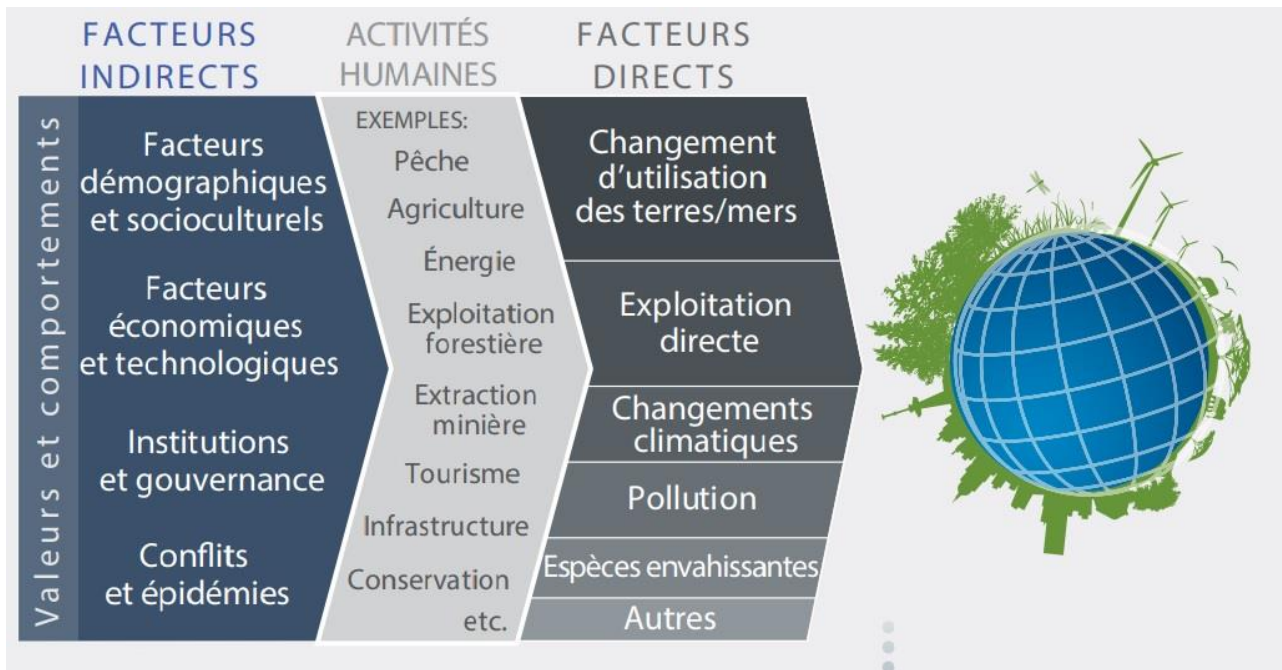 FACTEURS
INDIRECTS
ACTIVITÉS
HUMAINES
FACTEURS
DIRECTS
Valeurs et comportements
Facteurs
démographiques
et socioculturels
Facteurs
économiques
et technologiques
Institutions
et gouvernance
Conflits
et épidémies
EXEMPLES:
Pêche
Agriculture
Énergie
Exploitation
forestière
Extraction
minière
Tourisme
Infrastructure
Conservation
etc.
Changement
d'utilisation
des terres/mers
Exploitation
directe
Changements
climatiques
Pollution
Espèces envahissantes
Autres